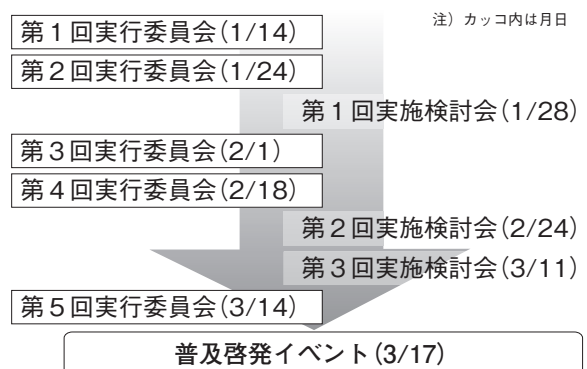 注）カッコ内は月日
第1回実行委員会（1/14）
第2回実行委員会（1/24）
第1回実施検討会（1/28）
第3回実行委員会（2/1）
第4回実行委員会（2/18）
第2回実施検討会（2/24）
第3回実施検討会（3/11）
第5回実行委員会（3/14）
普及啓発イベント（3/17）